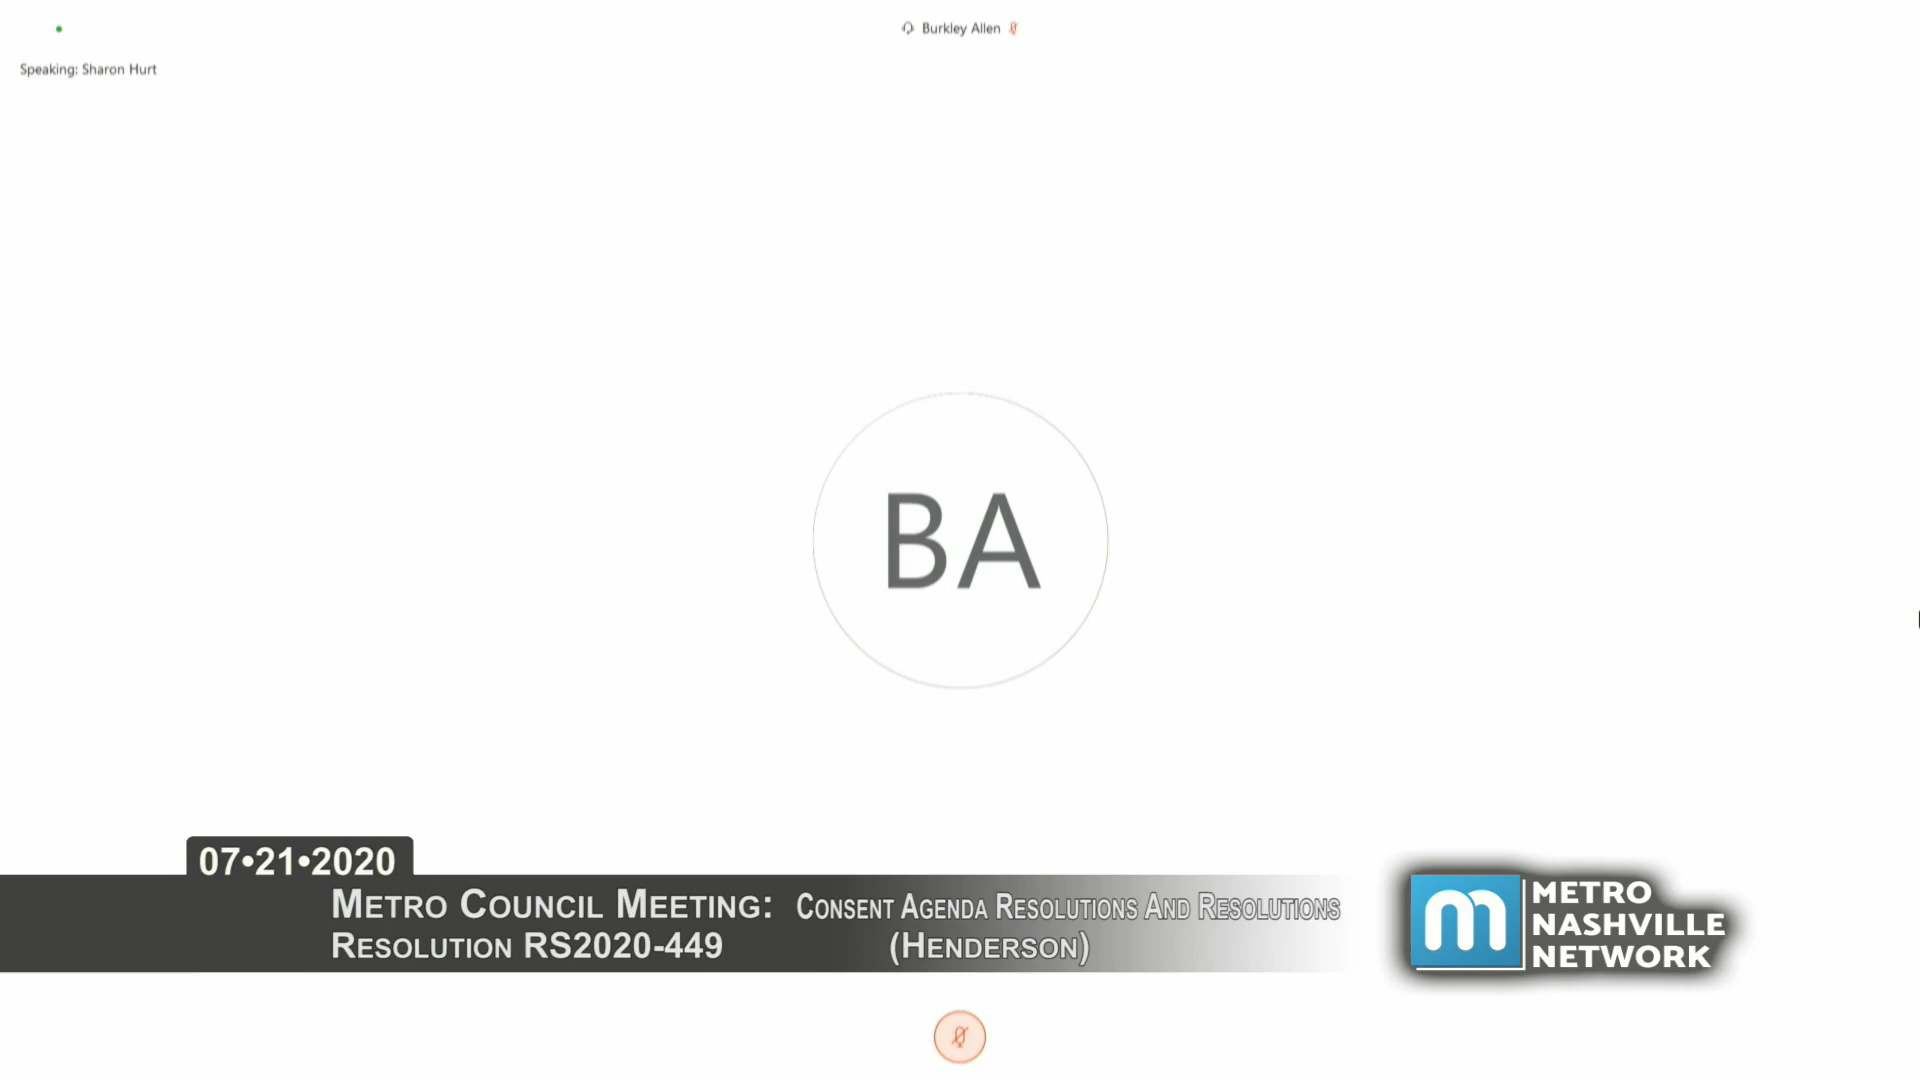 Burkley Allen
Speaking: Sharon Hurt
BA
07•21•2020
METRO COUNCIL MEETING: CONSENT AGENDA RESOLUTIONS AND RESOLUTIONS
RESOLUTION RS2020-449 (HENDERSON)
m METRO
NASHVILLE
NETWORK